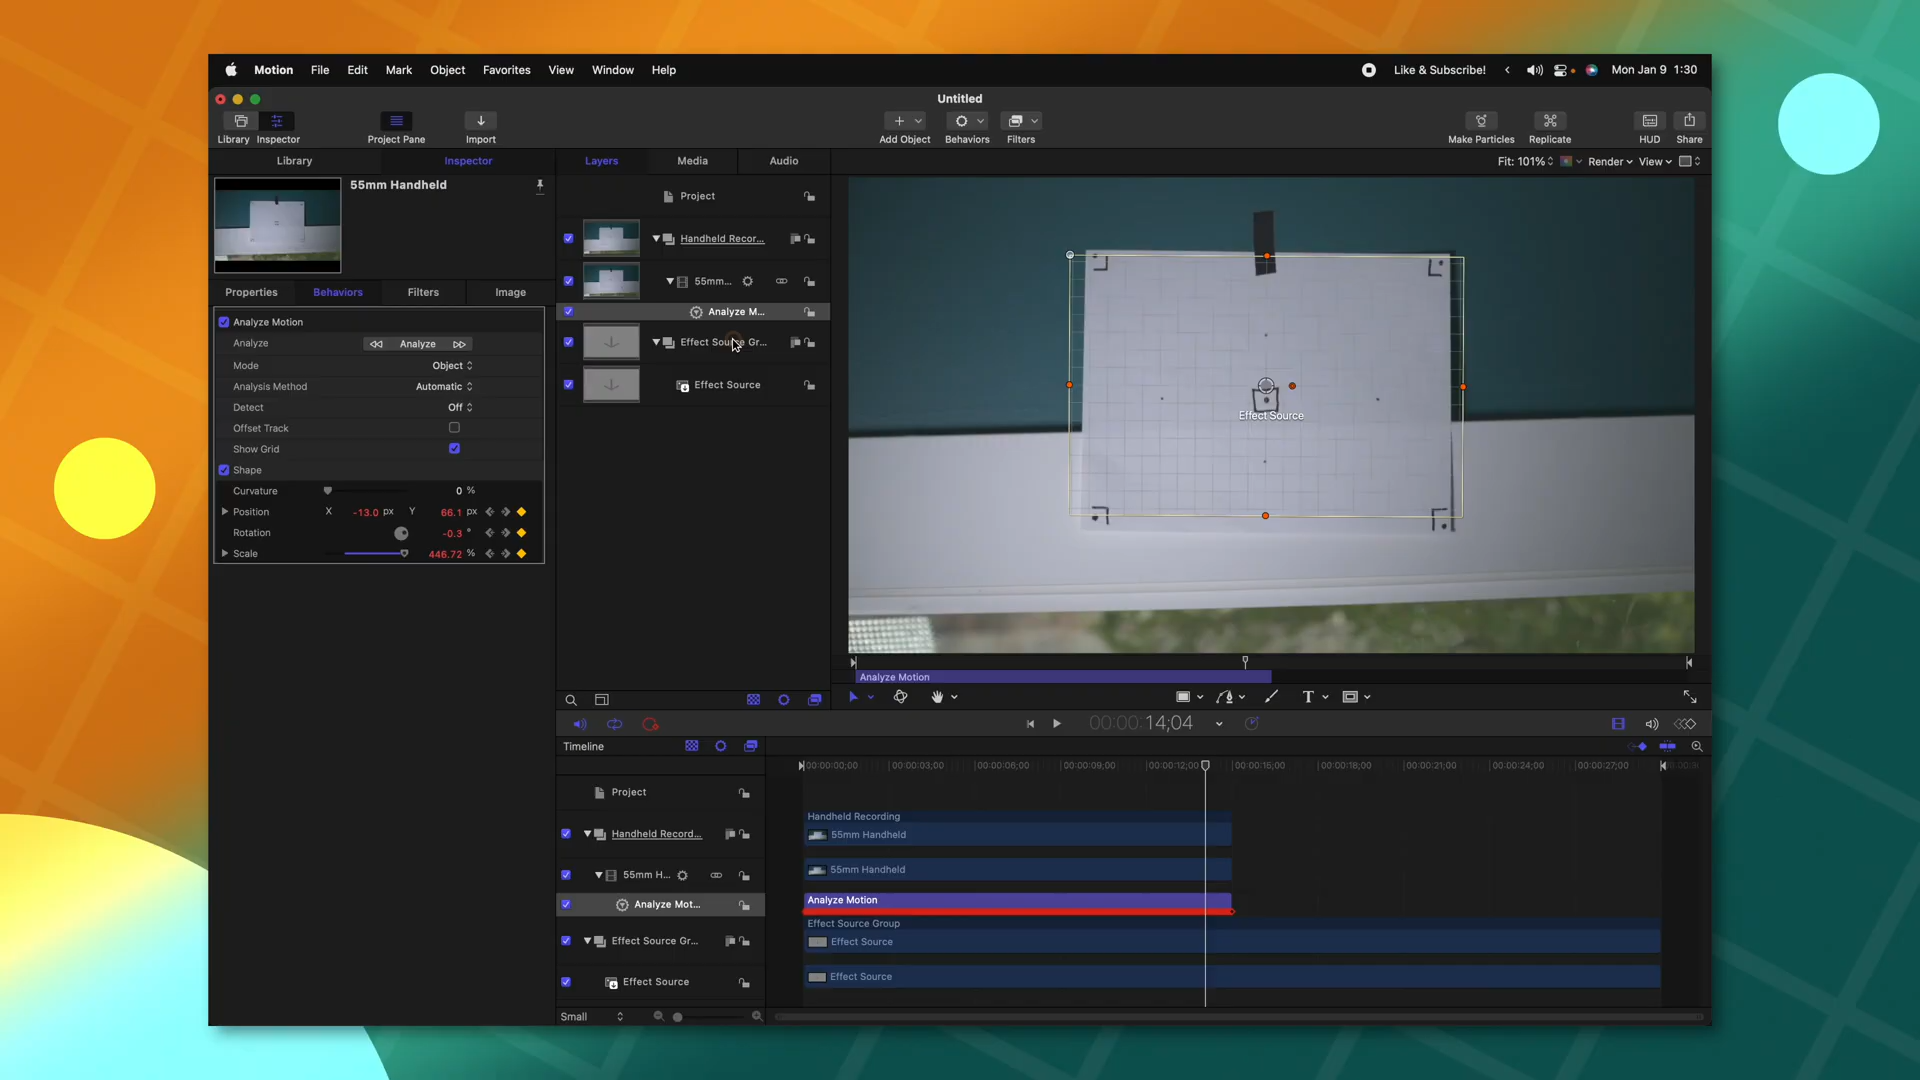 Motion File Edit Mark Object Favorites View Window Help
Like & Subscribe! Mon Jan 9 1:30
Untitled
Library Inspector Project Pane Import Add Object Behaviors Filters Make Particles Replicate HUD Share
Library Inspector Layers Media Audio
Fit: 101% Render View
55mm Handheld
Properties Behaviors Filters Image
Analyze Motion
Analyze Analyze
Mode Object
Analysis Method Automatic
Detect Off
Offset Track
Show Grid
Shape
Curvature 0 %
Position X -13.0 px Y 66.1 px
Rotation -0.3 °
Scale 446.72 %
Project
Handheld Recor...
55mm...
Analyze M...
Effect Source Gr...
Effect Source
Effect Source
Analyze Motion
T
00:00:14;04
Timeline
00:00:00;00 00:00:03;00 00:00:06;00 00:00:09;00 00:00:12;00 00:00:15;00 00:00:18;00 00:00:21;00 00:00:24;00 00:00:27;00
Project
Handheld Record...
Handheld Recording
55mm Handheld
55mm H...
55mm Handheld
Analyze Mot...
Analyze Motion
Effect Source Group
Effect Source Gr...
Effect Source
Effect Source
Effect Source
Small